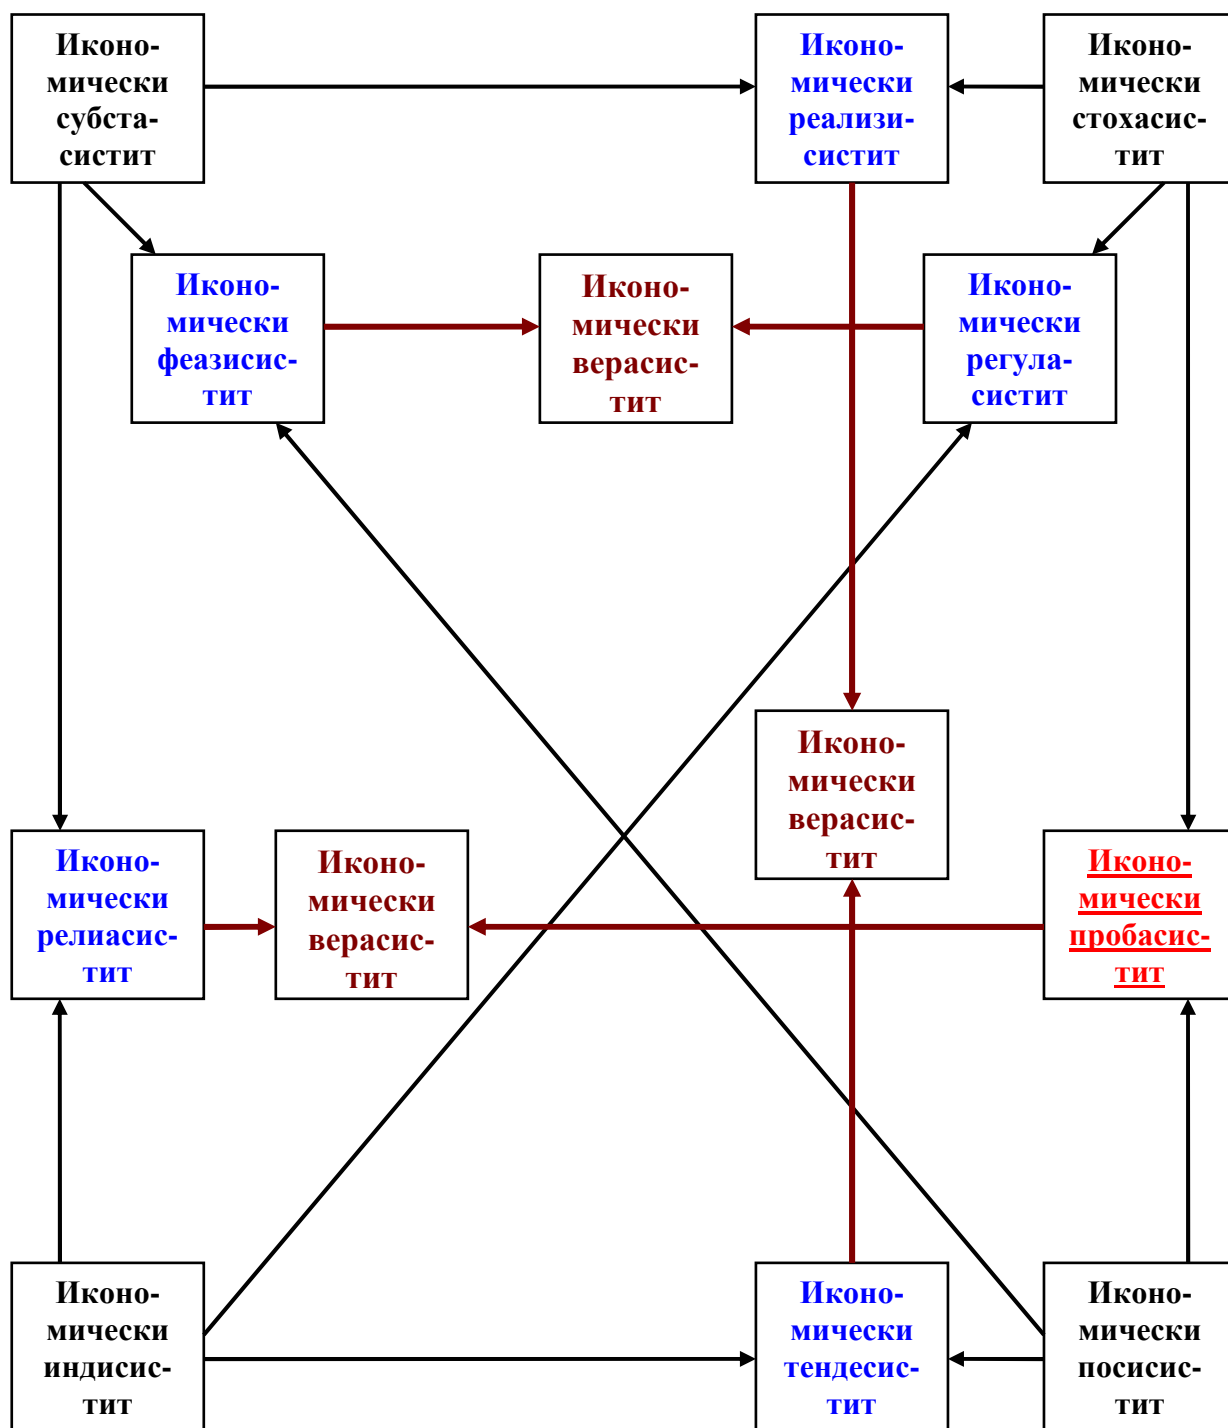 Иконо-
мически
субста-
систит
Иконо-
мически
реализи-
систит
Иконо-
мически
стохасис-
тит
Иконо-
мически
феазисис-
тит
Иконо-
мически
верасис-
тит
Иконо-
мически
регула-
систит
Иконо-
мически
верасис-
тит
Иконо-
мически
релиасис-
тит
Иконо-
мически
верасис-
тит
Иконо-
мически
пробасис-
тит
Иконо-
мически
индисис-
тит
Иконо-
мически
тендесис-
тит
Иконо-
мически
посисис-
тит